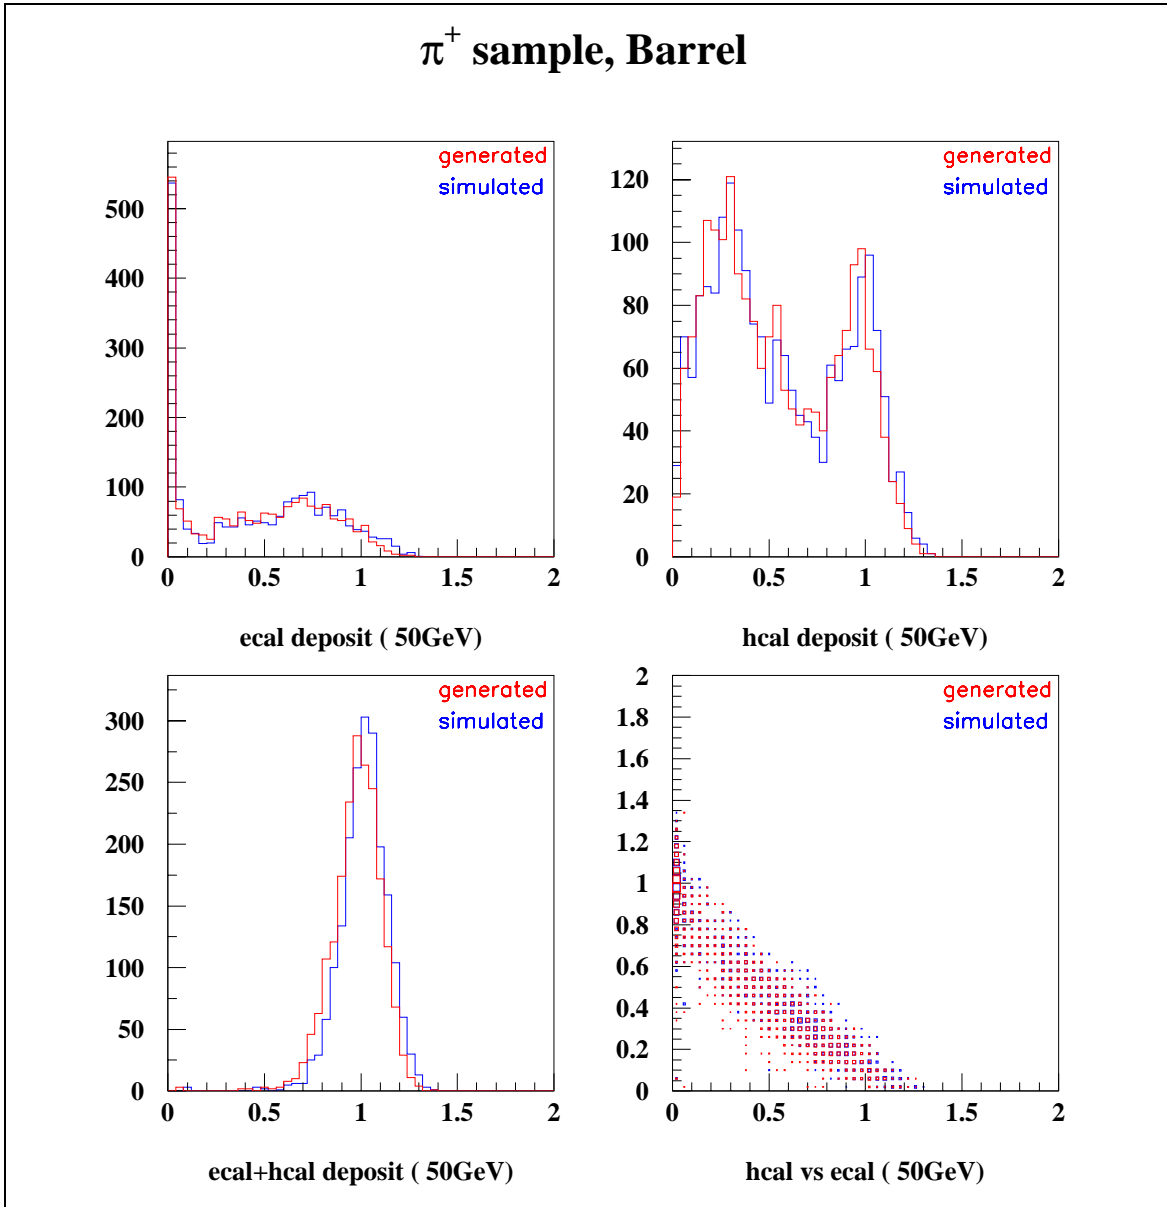 π+ sample, Barrel
generated
simulated
500
400
300
200
100
0
0 0.5 1 1.5 2
ecal deposit ( 50GeV)
generated
simulated
120
100
80
60
40
20
0
0 0.5 1 1.5 2
hcal deposit ( 50GeV)
generated
simulated
300
250
200
150
100
50
0
0 0.5 1 1.5 2
ecal+hcal deposit ( 50GeV)
generated
simulated
2
1.8
1.6
1.4
1.2
1
0.8
0.6
0.4
0.2
0
0 0.5 1 1.5 2
hcal vs ecal ( 50GeV)